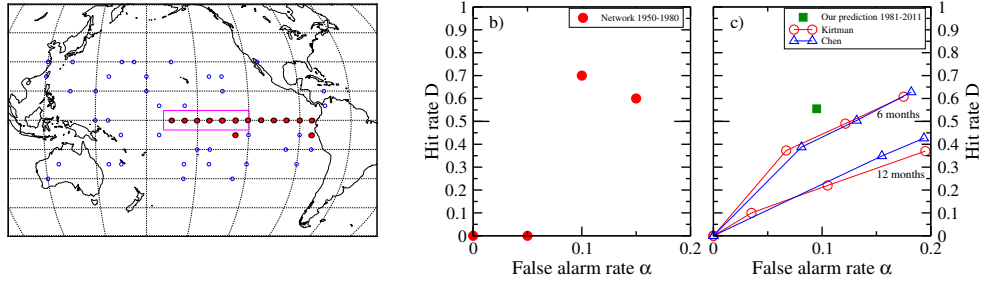 b)
Network 1950-1980
Hit rate D
1
0.9
0.8
0.7
0.6
0.5
0.4
0.3
0.2
0.1
0
0
0.1
0.2
False alarm rate α
c)
Our prediction 1981-2011
Kirtman
Chen
1
0.9
0.8
0.7
0.6
0.5
0.4
0.3
0.2
0.1
0
6 months
12 months
Hit rate D
0
0.1
0.2
False alarm rate α